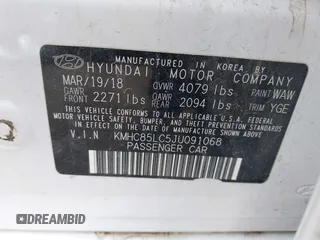 MANUFACTURED IN KOREA BY
HYUNDAI MOTOR COMPANY
MAR/19/18 GVWR 4079 lbs PAINT WAW
GAWR FRONT 2271 lbs GAWR REAR 2094 lbs TRIM YGE
THIS VEHICLE CONFORMS TO ALL APPLICABLE U.S.A. FEDERAL
MOTOR VEHICLE SAFETY, BUMPER, AND THEFT PREVENTION
STANDARDS IN EFFECT ON THE DATE OF MANUFACTURE SHOWN ABOVE.
V.I.N KMHC85LC5JU091068
PASSENGER CAR